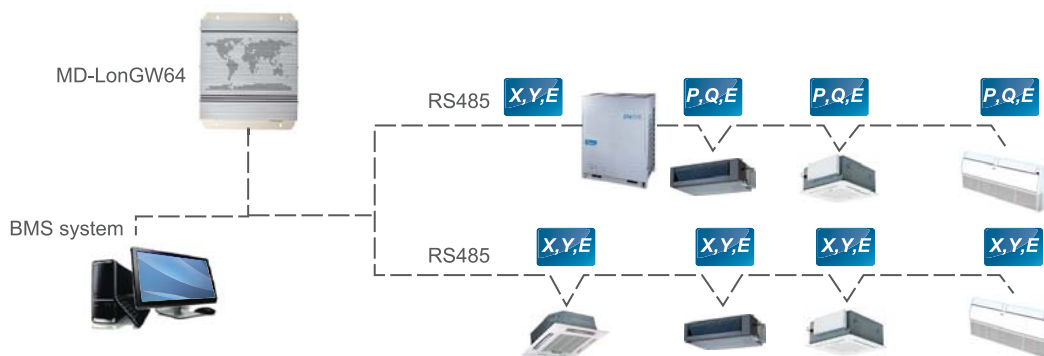 MD-LonGW64
RS485
X,Y,E
P,Q,E
P,Q,E
P,Q,E
BMS system
RS485
X,Y,E
X,Y,E
X,Y,E
X,Y,E